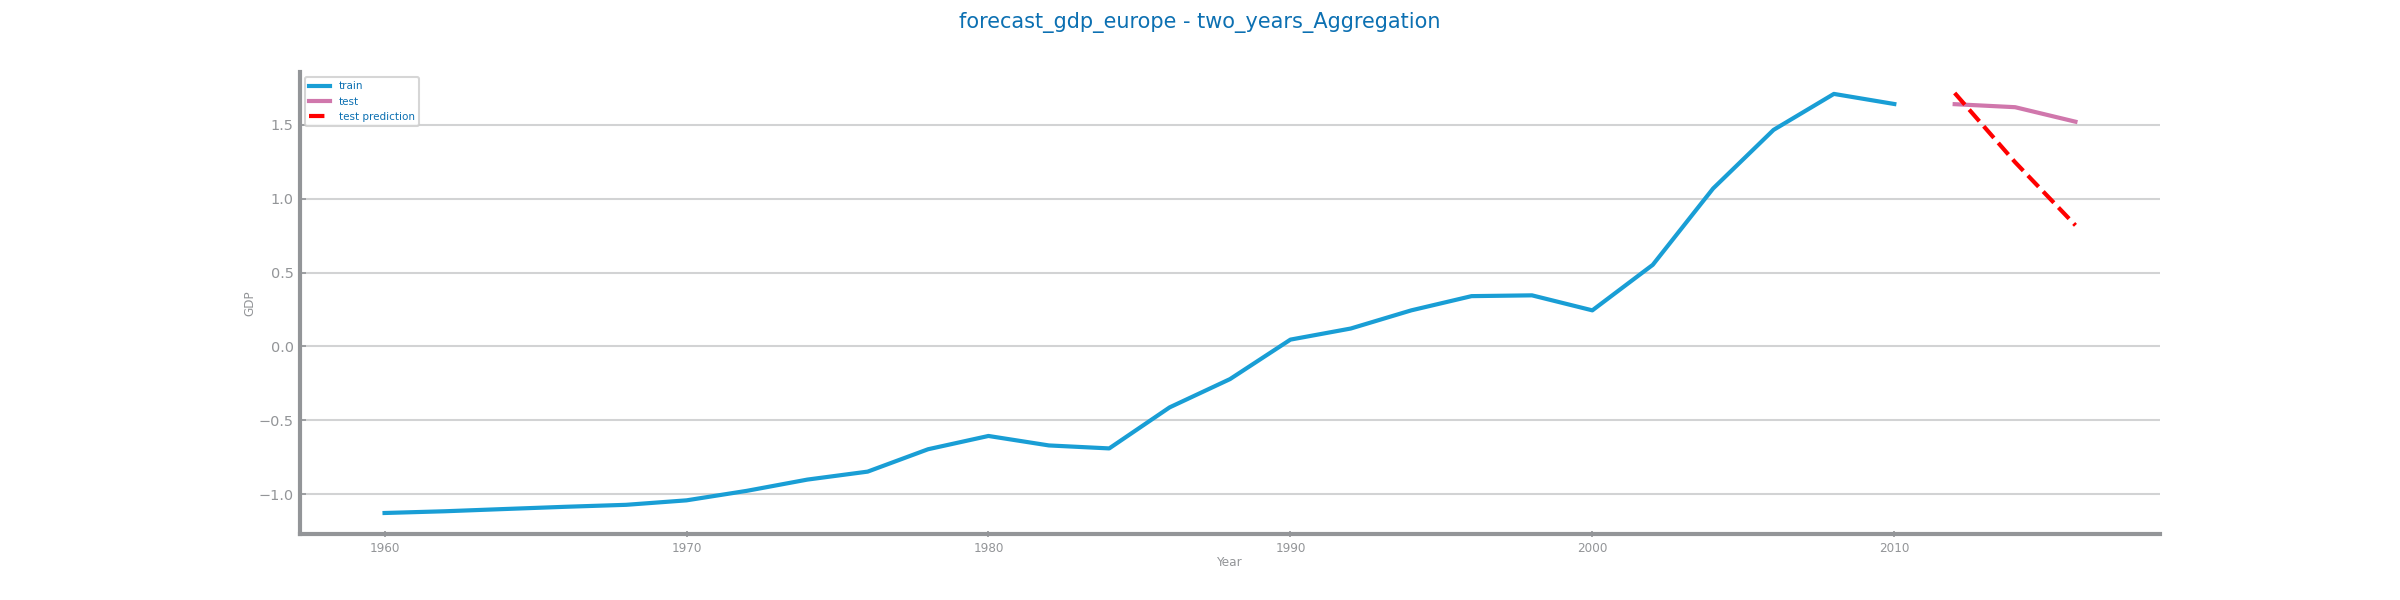 forecast_gdp_europe - two_years_Aggregation
train
test
test prediction
1.5
1.0
0.5
0.0
−0.5
−1.0
GDP
1960 1970 1980 1990 2000 2010
Year